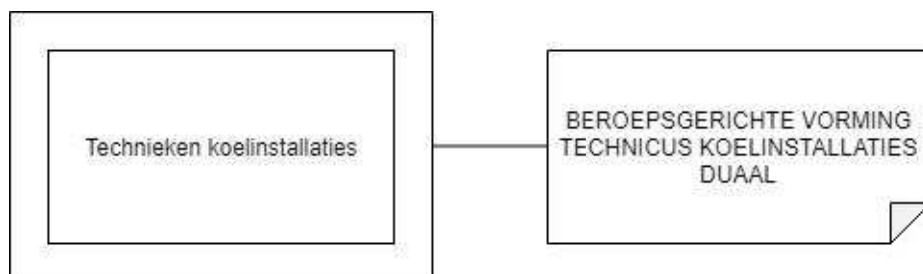 Technieken koelinstallaties
BEROEPSGERICHTE VORMING
TECHNICUS KOELINSTALLATIES
DUAAL